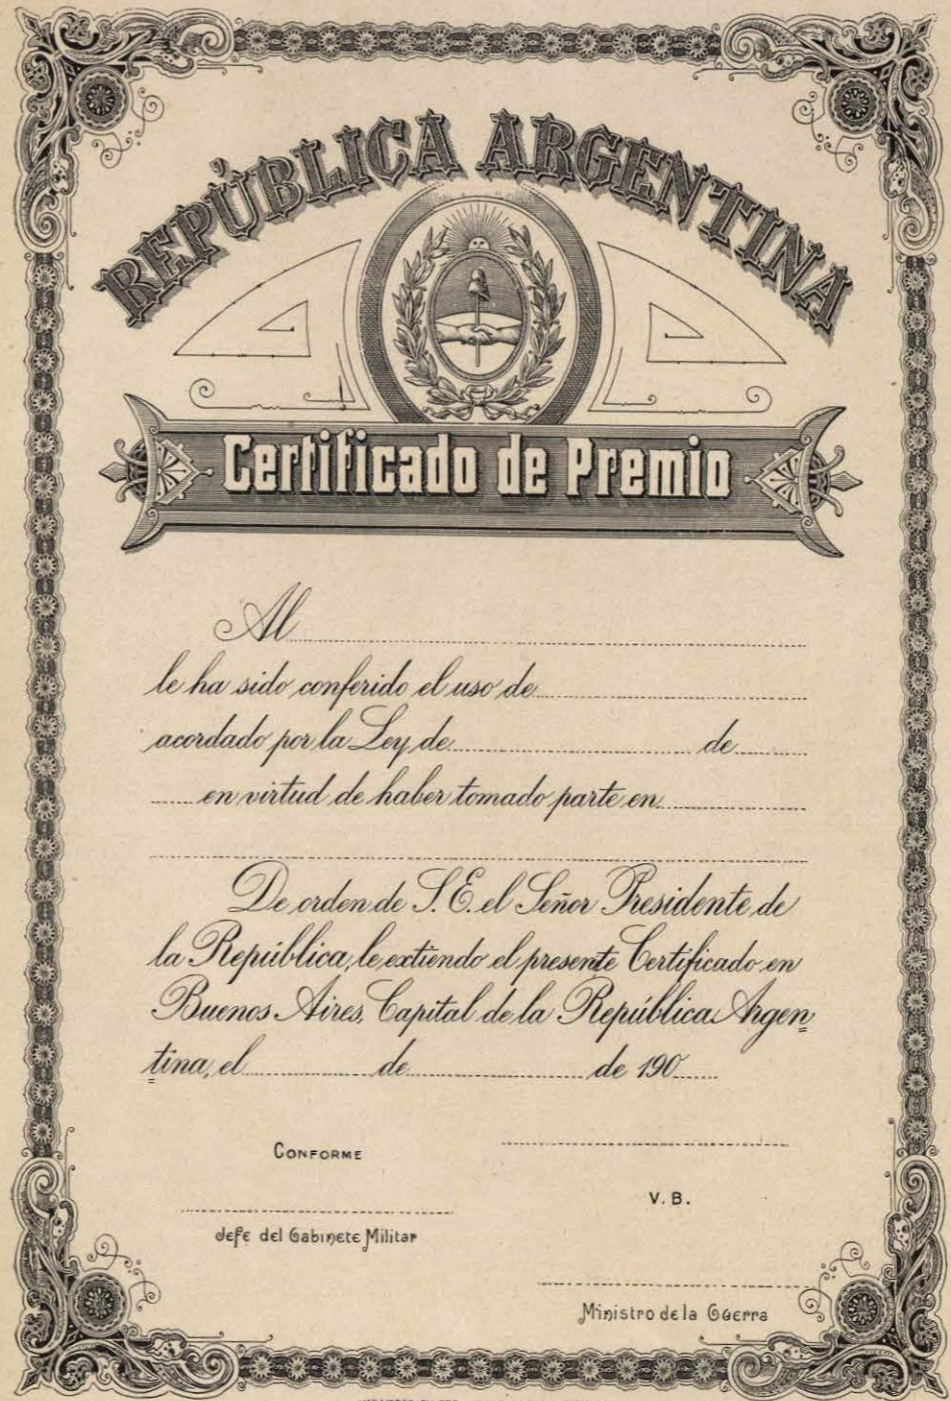 REPÚBLICA ARGENTINA
Certificado de Premio
Al
le ha sido conferido el uso de
acordado por la Ley de de
en virtud de haber tomado parte en
De orden de S. E. el Señor Presidente de
la República, le extiendo el presente Certificado en
Buenos Aires, Capital de la República Argen=
tina, el de de 190
CONFORME
V. B.
Jefe del Gabinete Militar
Ministro de la Guerra